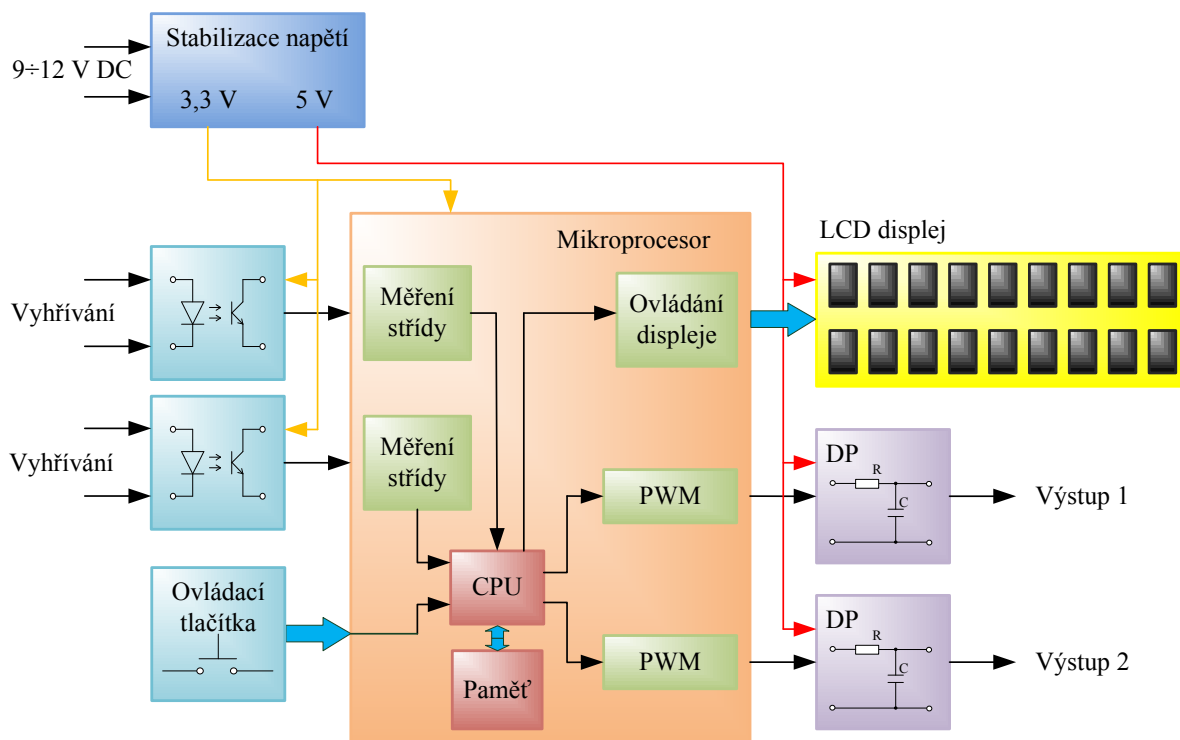 Stabilizace napětí
9÷12 V DC
3,3 V 5 V
Mikroprocesor
LCD displej
Vyhřívání
Měření
střídy
Ovládání
displeje
Vyhřívání
Měření
střídy
PWM
DP
R
C
Výstup 1
Ovládací
tlačítka
CPU
Paměť
PWM
DP
R
C
Výstup 2